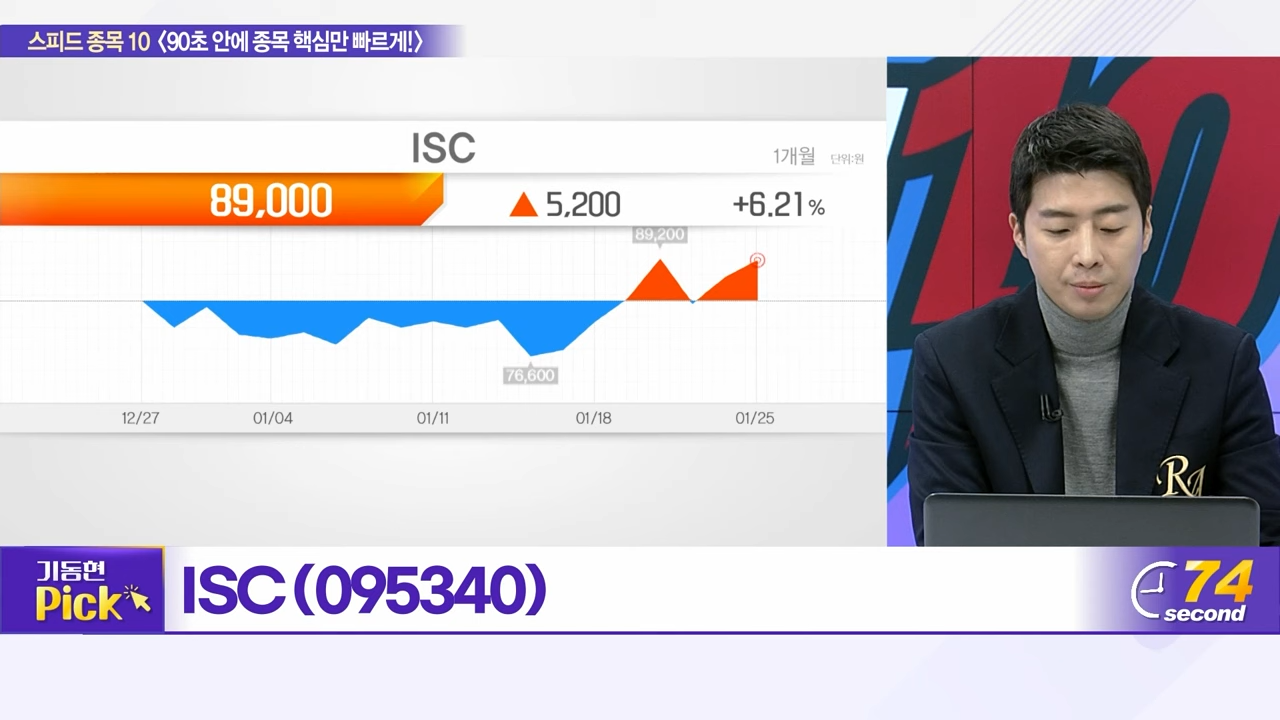 스피드 종목 10 〈90초 안에 종목 핵심만 빠르게!〉
ISC
1개월 단위:원
89,000 ▲ 5,200 +6.21%
89,200
76,600
12/27 01/04 01/11 01/18 01/25
10
RA
기동현
Pick
ISC(095340)
74
second